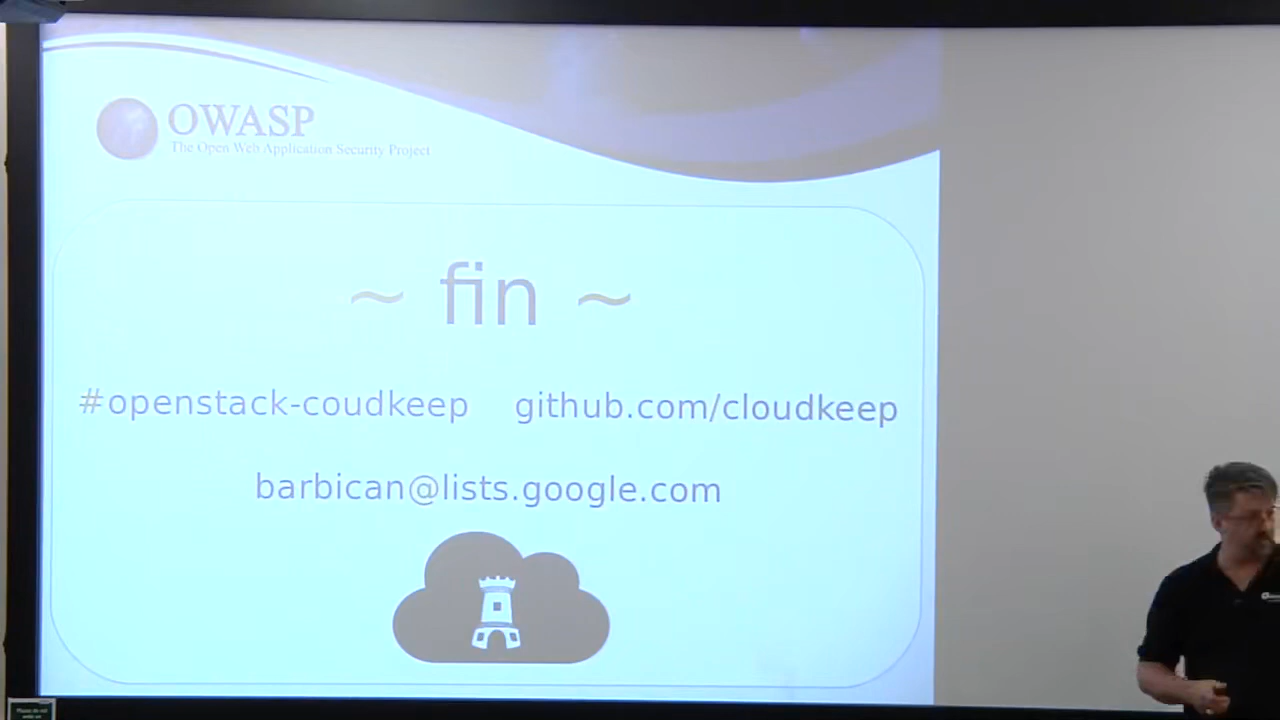 OWASP
The Open Web Application Security Project
~ fin ~
#openstack-coudkeep github.com/cloudkeep
barbican@lists.google.com